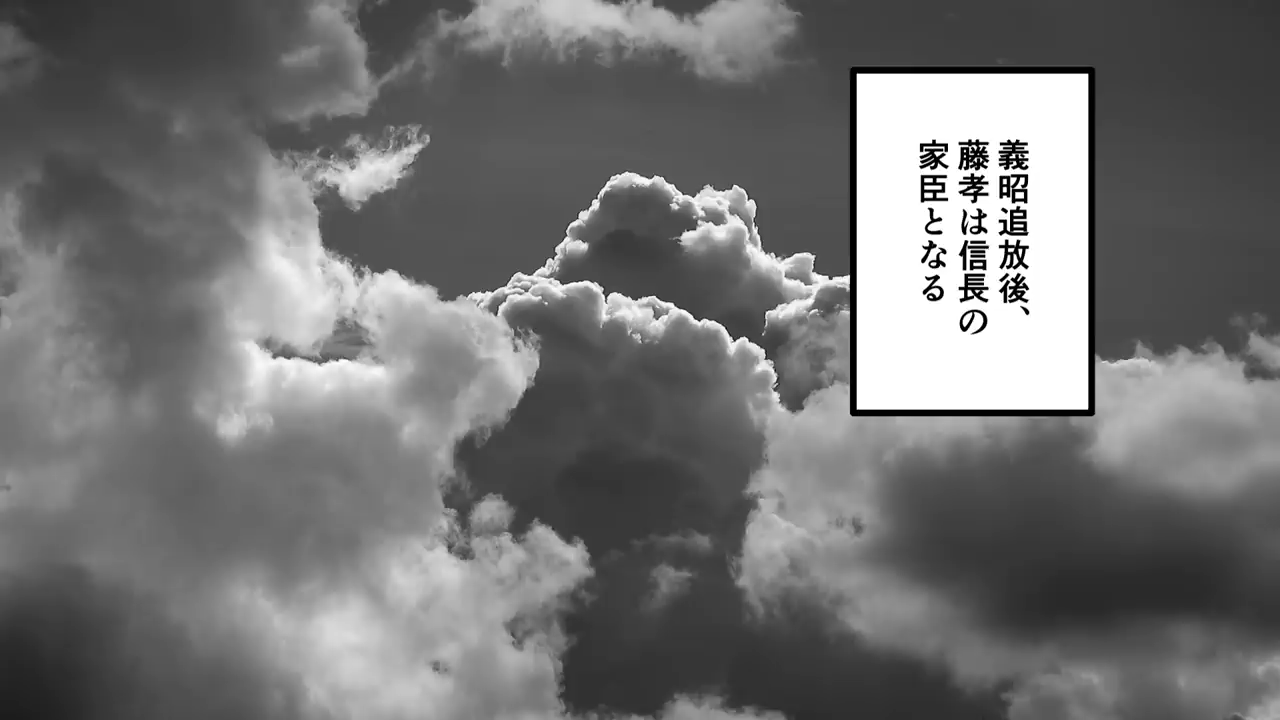 義昭追放後、
藤孝は信長の
家臣となる